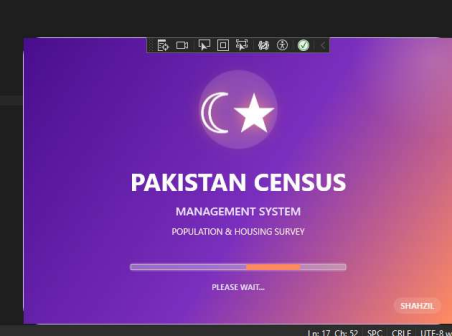 PAKISTAN CENSUS
MANAGEMENT SYSTEM
POPULATION & HOUSING SURVEY
PLEASE WAIT...
SHAHZIL
Ln: 17 Ch: 52 SPC CRLF UTF-8 w